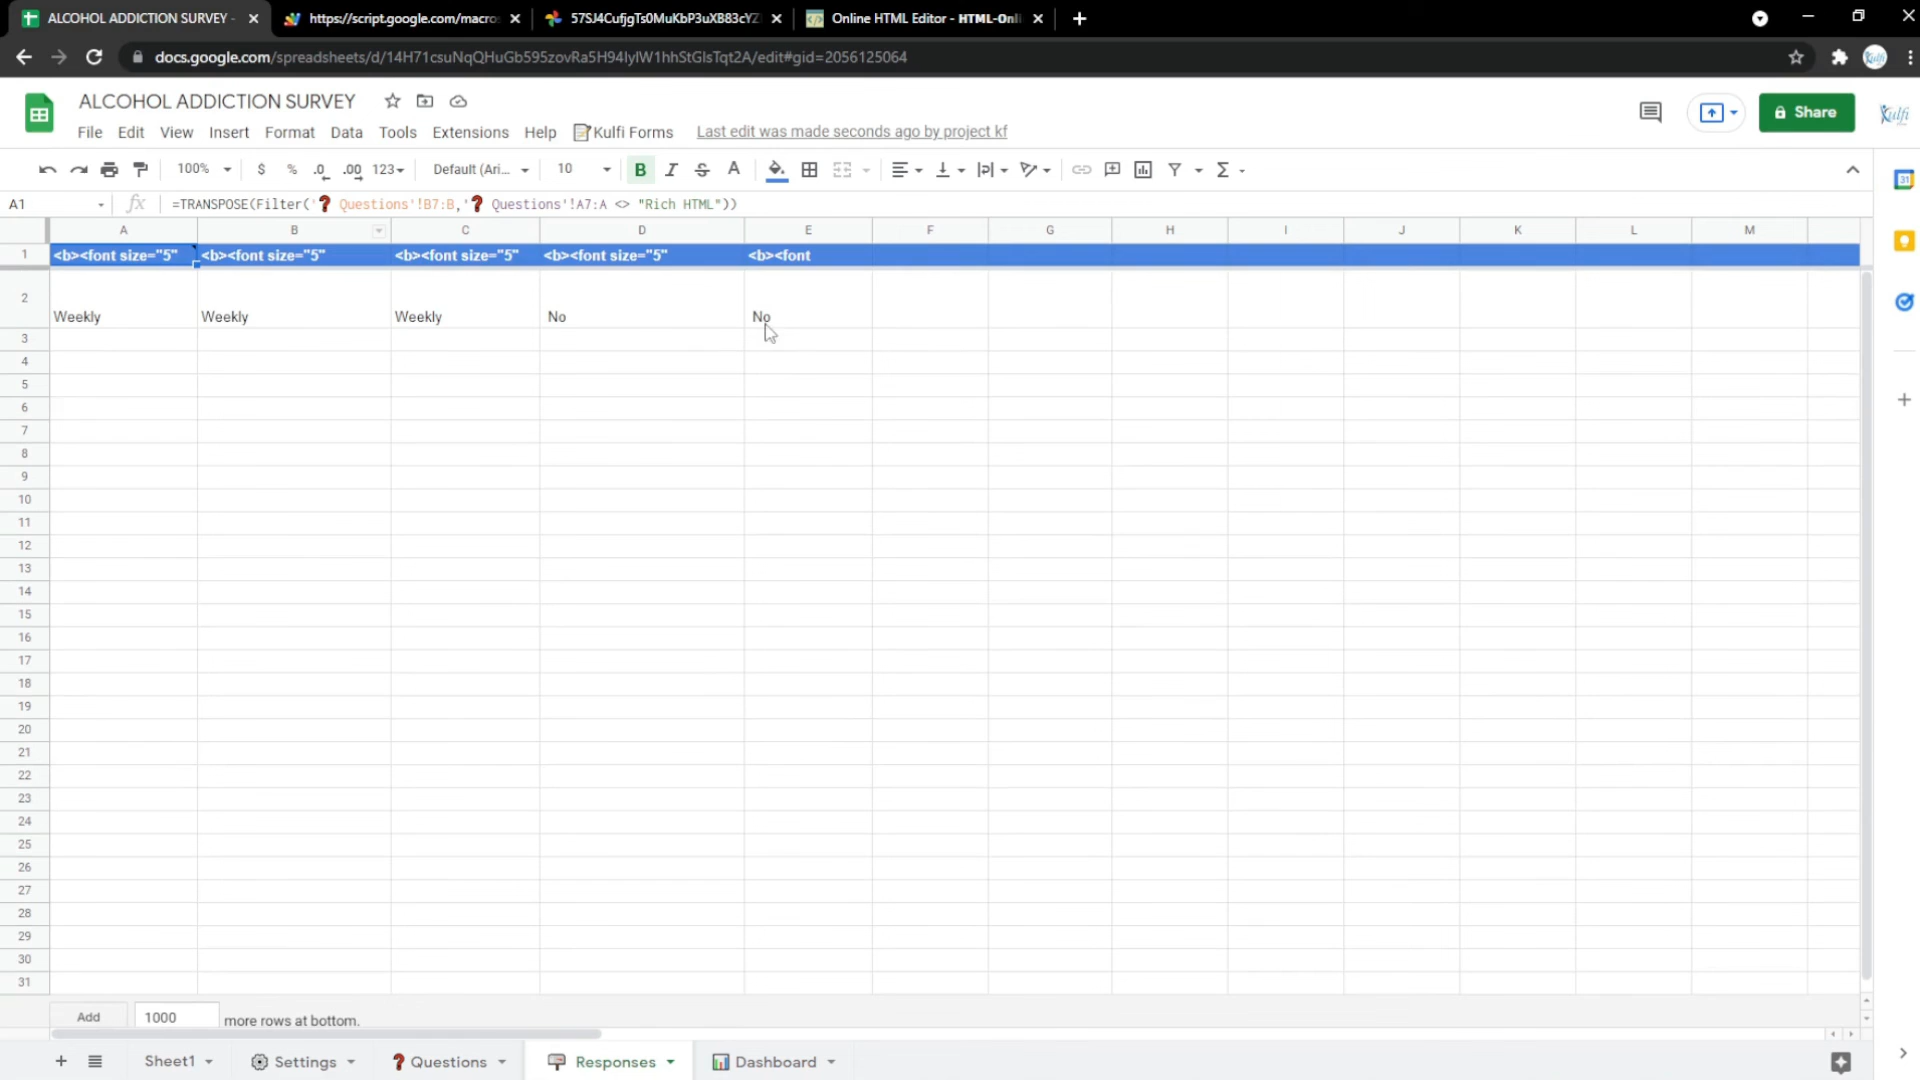 ALCOHOL ADDICTION SURVEY -
https://script.google.com/macros
57SJ4CufjgTs0MuKbP3uXB83cYZ
Online HTML Editor - HTML-Onli
docs.google.com/spreadsheets/d/14H71csuNqQHuGb595zovRa5H94IyIW1hhStGlsTqt2A/edit#gid=2056125064
ALCOHOL ADDICTION SURVEY
File Edit View Insert Format Data Tools Extensions Help Kulfi Forms Last edit was made seconds ago by project kf
Share
Kulfi
100% $ % .0 .00 123 Default (Ari... 10 B I S A Σ
A1 fx =TRANSPOSE(Filter('❓ Questions'!B7:B,'❓ Questions'!A7:A <> "Rich HTML"))
31
A B C D E F G H I J K L M
1 <b><font size="5" <b><font size="5" <b><font size="5" <b><font size="5" <b><font
2 Weekly Weekly Weekly No No
3
4
5
6
7
8
9
10
11
12
13
14
15
16
17
18
19
20
21
22
23
24
25
26
27
28
29
30
31
Add 1000 more rows at bottom.
Sheet1 Settings Questions Responses Dashboard